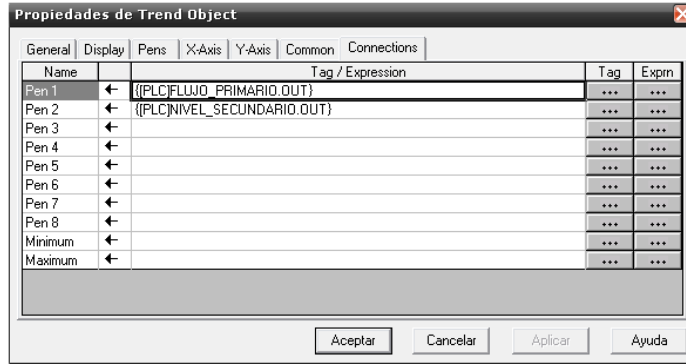 Propiedades de Trend Object
General Display Pens X-Axis Y-Axis Common Connections
Name Tag / Expression Tag Exprn
Pen 1 {[PLC]FLUJO_PRIMARIO.OUT} ... ...
Pen 2 {[PLC]NIVEL_SECUNDARIO.OUT} ... ...
Pen 3 ... ...
Pen 4 ... ...
Pen 5 ... ...
Pen 6 ... ...
Pen 7 ... ...
Pen 8 ... ...
Minimum ... ...
Maximum ... ...
Aceptar Cancelar Aplicar Ayuda